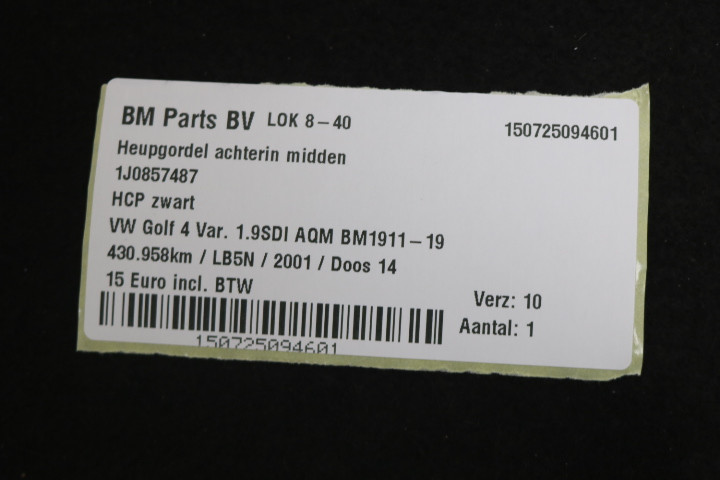 BM Parts BV LOK 8-40
150725094601
Heupgordel achterin midden
1J0857487
HCP zwart
VW Golf 4 Var. 1.9SDI AQM BM1911-19
430.958km / LB5N / 2001 / Doos 14
15 Euro incl. BTW
Verz: 10
Aantal: 1
150725094601